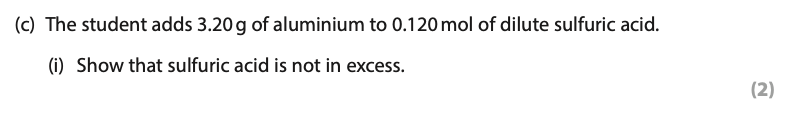 (c) The student adds 3.20 g of aluminium to 0.120 mol of dilute sulfuric acid.
(i) Show that sulfuric acid is not in excess.
(2)